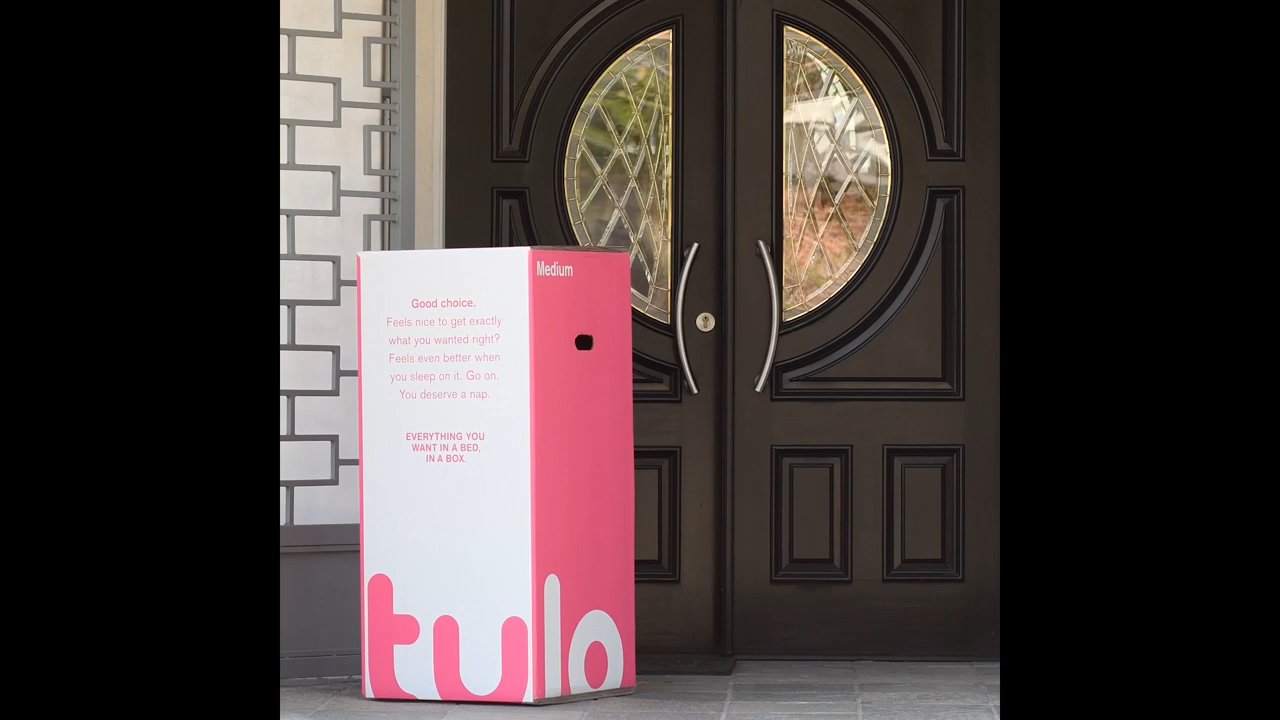 Medium
Good choice.
Feels nice to get exactly
what you wanted right?
Feels even better when
you sleep on it. Go on.
You deserve a nap.
EVERYTHING YOU
WANT IN A BED,
IN A BOX.
tulo